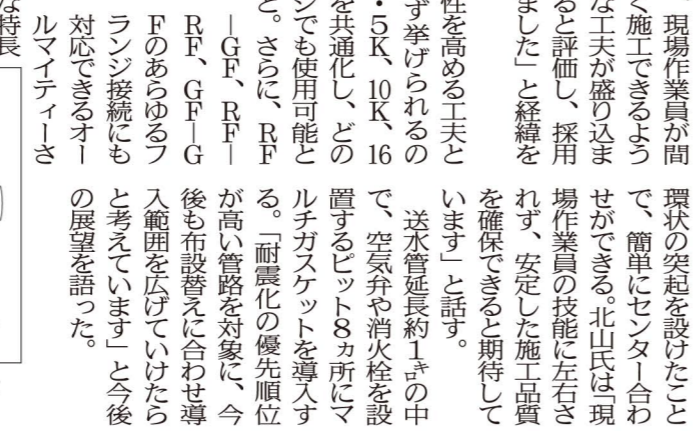 現場作業員が間
く施工できるよう
な工夫が盛り込ま
ると評価し、採用
ました」と経緯を
性を高める工夫と
ず挙げられるの
・5K、10K、16
を共通化し、どの
ジでも使用可能と
と。さらに、RF
―GF、RF―
RF、GF―G
Fのあらゆるフ
ランジ接続にも
対応できるオー
ルマイティーさ
な特長
環状の突起を設けたこと
で、簡単にセンター合わ
せができる。北山氏は「現
場作業員の技能に左右さ
れず、安定した施工品質
を確保できると期待して
います」と話す。
送水管延長約1㌔の中
で、空気弁や消火栓を設
置するピット8ヵ所にマ
ルチガスケットを導入す
る。「耐震化の優先順位
が高い管路を対象に、今
後も布設替えに合わせ導
入範囲を広げていけたら
と考えています」と今後
の展望を語った。